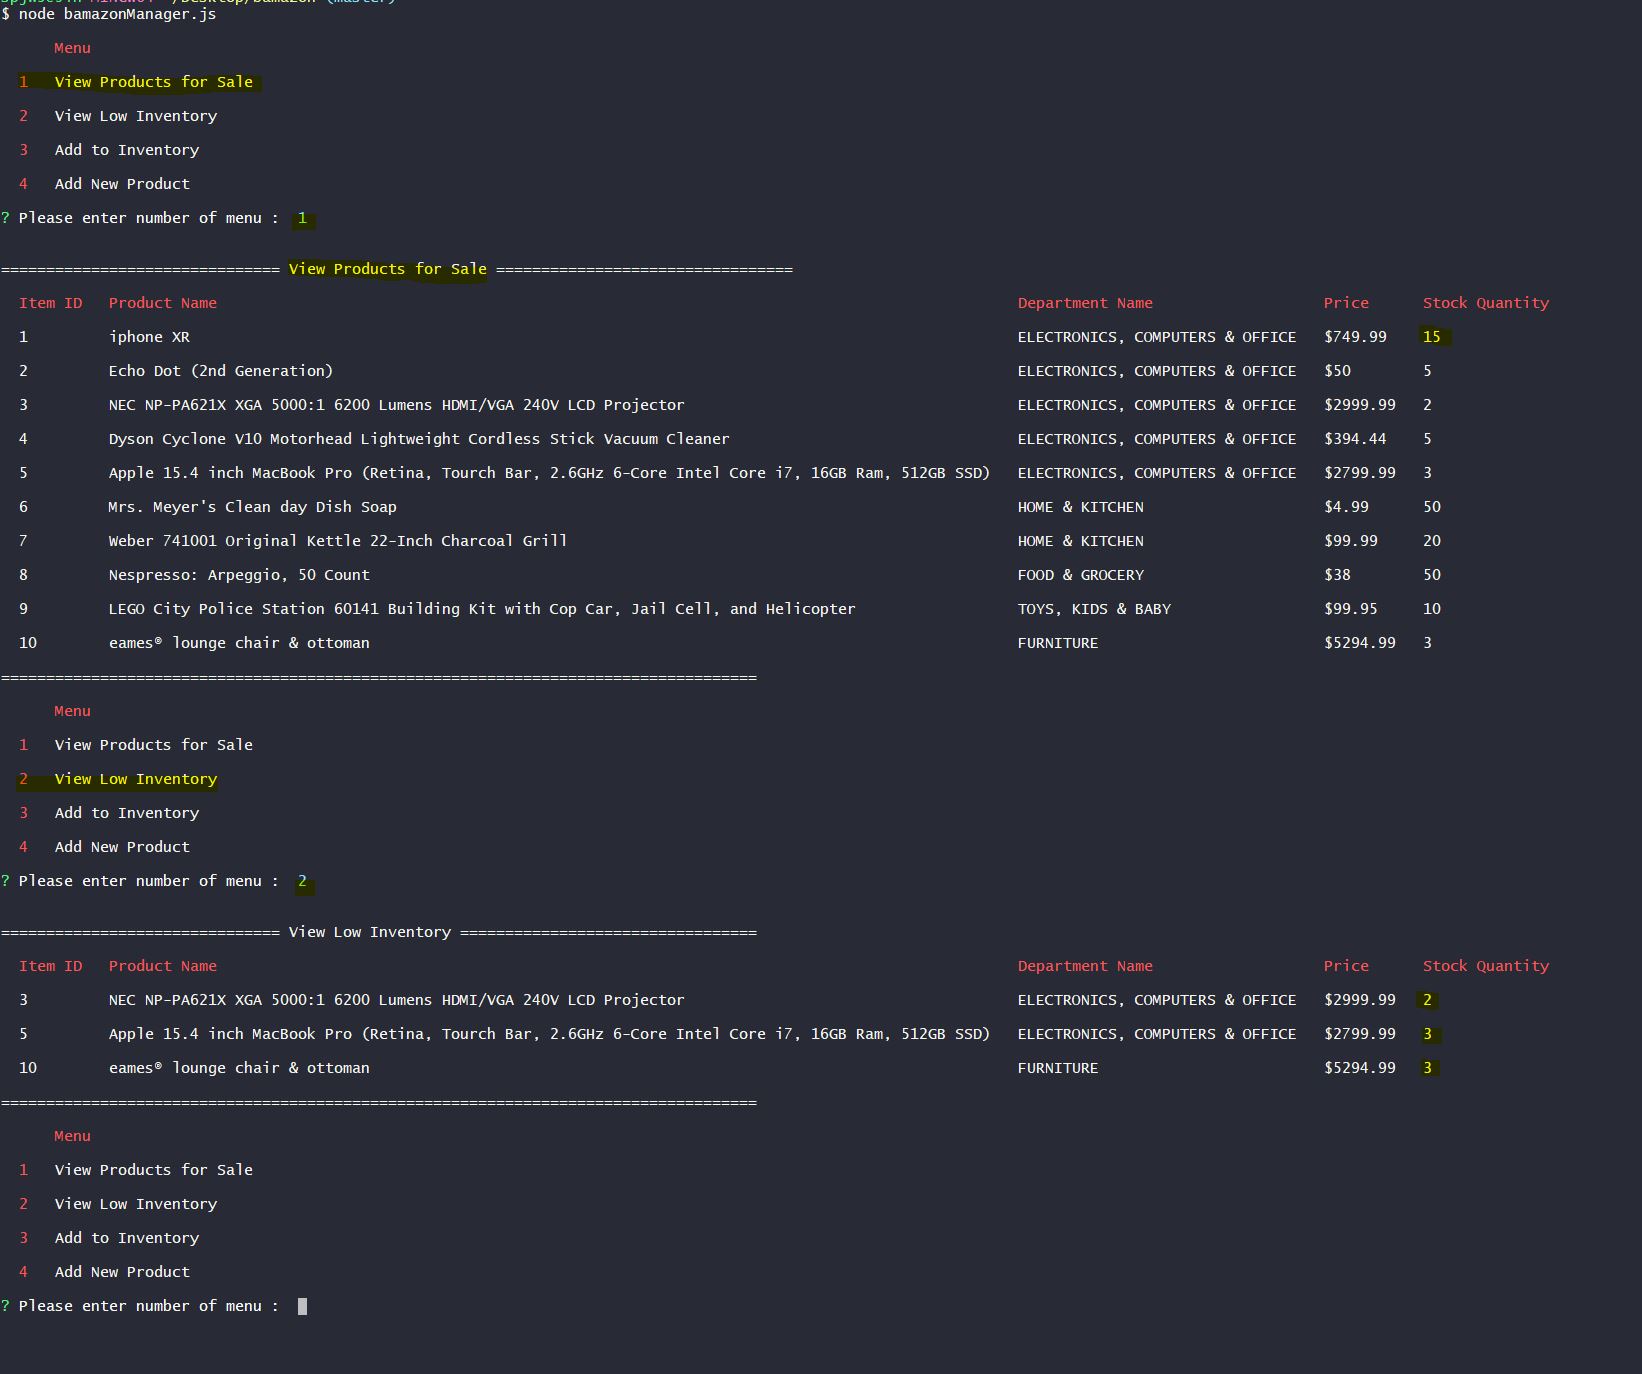 $ node bamazonManager.js
Menu
1 View Products for Sale
2 View Low Inventory
3 Add to Inventory
4 Add New Product
? Please enter number of menu : 1
=============================== View Products for Sale =================================
Item ID Product Name Department Name Price Stock Quantity
1 iphone XR ELECTRONICS, COMPUTERS & OFFICE $749.99 15
2 Echo Dot (2nd Generation) ELECTRONICS, COMPUTERS & OFFICE $50 5
3 NEC NP-PA621X XGA 5000:1 6200 Lumens HDMI/VGA 240V LCD Projector ELECTRONICS, COMPUTERS & OFFICE $2999.99 2
4 Dyson Cyclone V10 Motorhead Lightweight Cordless Stick Vacuum Cleaner ELECTRONICS, COMPUTERS & OFFICE $394.44 5
5 Apple 15.4 inch MacBook Pro (Retina, Tourch Bar, 2.6GHz 6-Core Intel Core i7, 16GB Ram, 512GB SSD) ELECTRONICS, COMPUTERS & OFFICE $2799.99 3
6 Mrs. Meyer's Clean day Dish Soap HOME & KITCHEN $4.99 50
7 Weber 741001 Original Kettle 22-Inch Charcoal Grill HOME & KITCHEN $99.99 20
8 Nespresso: Arpeggio, 50 Count FOOD & GROCERY $38 50
9 LEGO City Police Station 60141 Building Kit with Cop Car, Jail Cell, and Helicopter TOYS, KIDS & BABY $99.95 10
10 eames® lounge chair & ottoman FURNITURE $5294.99 3
====================================================================================
Menu
1 View Products for Sale
2 View Low Inventory
3 Add to Inventory
4 Add New Product
? Please enter number of menu : 2
=============================== View Low Inventory =================================
Item ID Product Name Department Name Price Stock Quantity
3 NEC NP-PA621X XGA 5000:1 6200 Lumens HDMI/VGA 240V LCD Projector ELECTRONICS, COMPUTERS & OFFICE $2999.99 2
5 Apple 15.4 inch MacBook Pro (Retina, Tourch Bar, 2.6GHz 6-Core Intel Core i7, 16GB Ram, 512GB SSD) ELECTRONICS, COMPUTERS & OFFICE $2799.99 3
10 eames® lounge chair & ottoman FURNITURE $5294.99 3
====================================================================================
Menu
1 View Products for Sale
2 View Low Inventory
3 Add to Inventory
4 Add New Product
? Please enter number of menu :